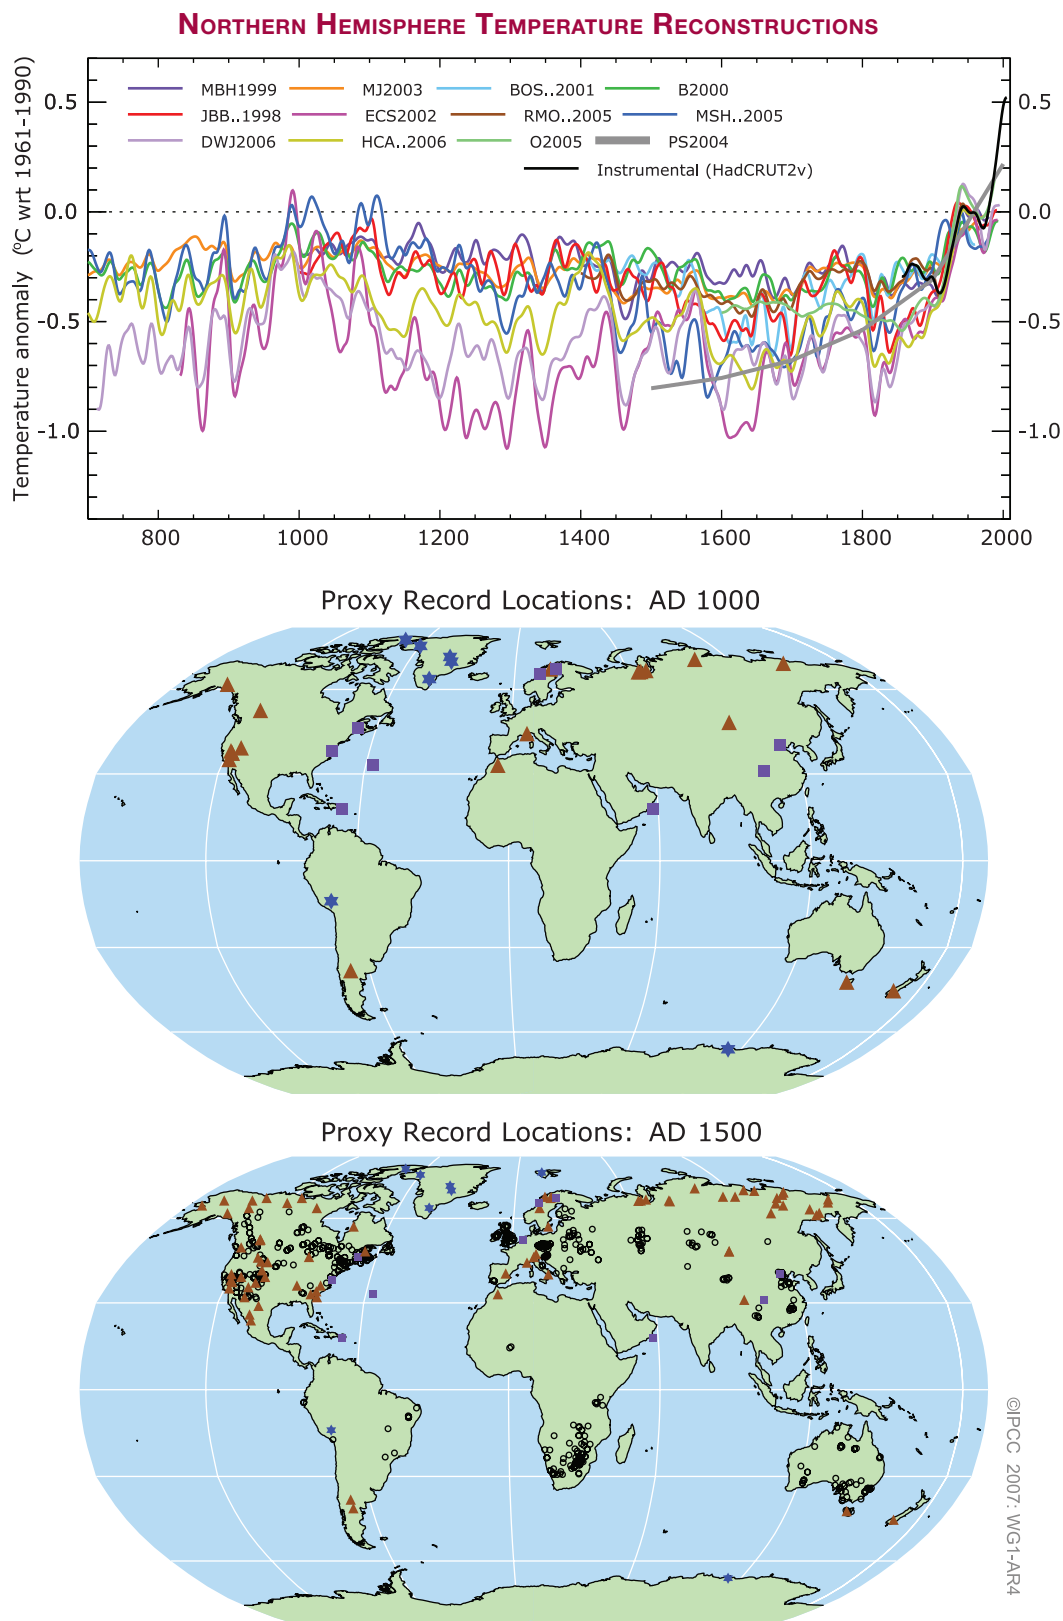 NORTHERN HEMISPHERE TEMPERATURE RECONSTRUCTIONS
Temperature anomaly (°C wrt 1961-1990)
MBH1999 MJ2003 BOS..2001 B2000
JBB..1998 ECS2002 RMO..2005 MSH..2005
DWJ2006 HCA..2006 O2005 PS2004
Instrumental (HadCRUT2v)
0.5 0.5
0.0 0.0
-0.5 -0.5
-1.0 -1.0
800 1000 1200 1400 1600 1800 2000
Proxy Record Locations: AD 1000
Proxy Record Locations: AD 1500
©IPCC 2007: WG1-AR4